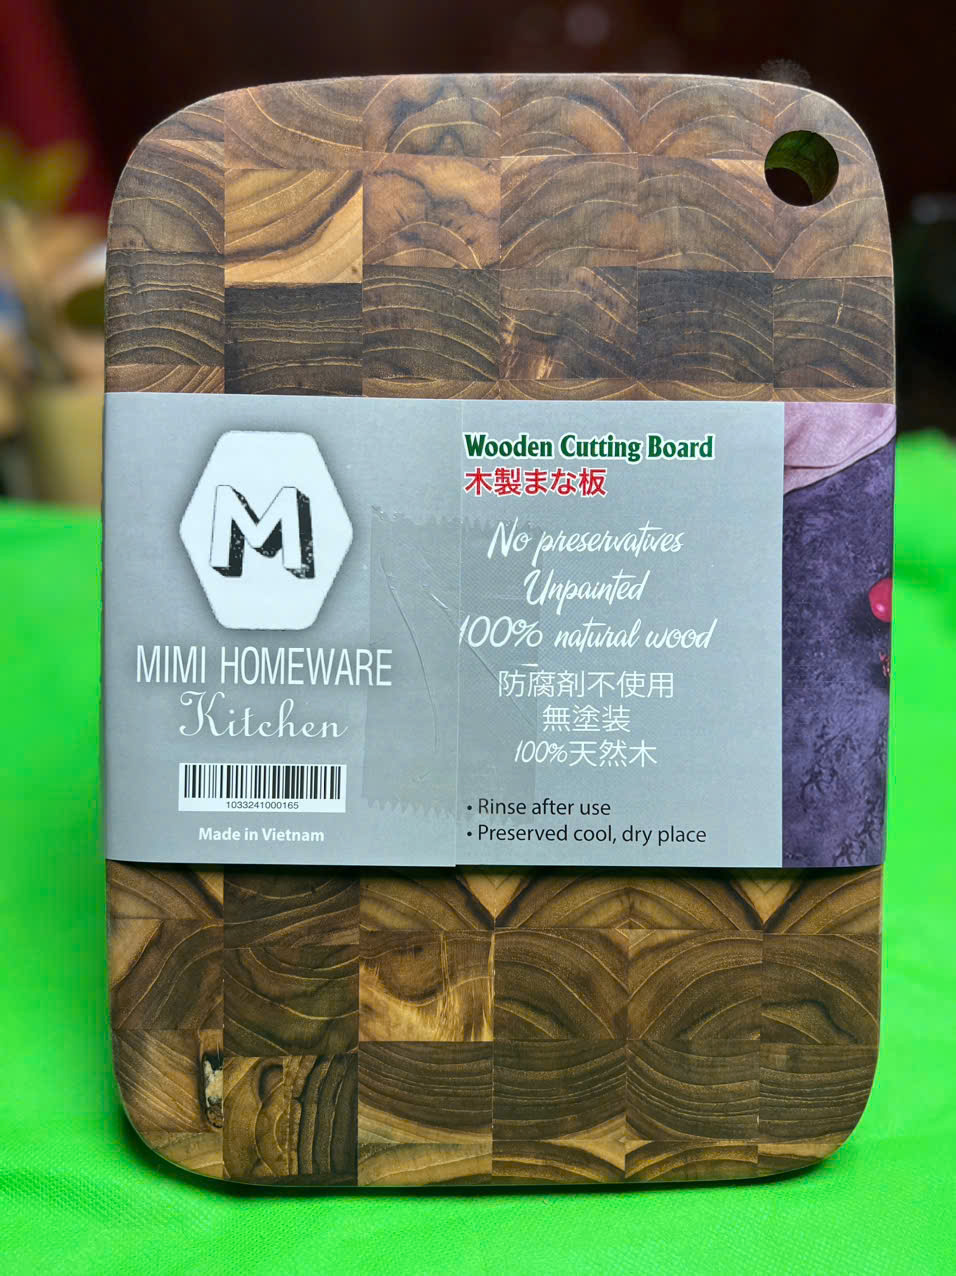 M
MIMI HOMEWARE
Kitchen
1033241000165
Made in Vietnam
Wooden Cutting Board
木製まな板
No preservatives
Unpainted
100% natural wood
防腐剤不使用
無塗装
100%天然木
• Rinse after use
• Preserved cool, dry place